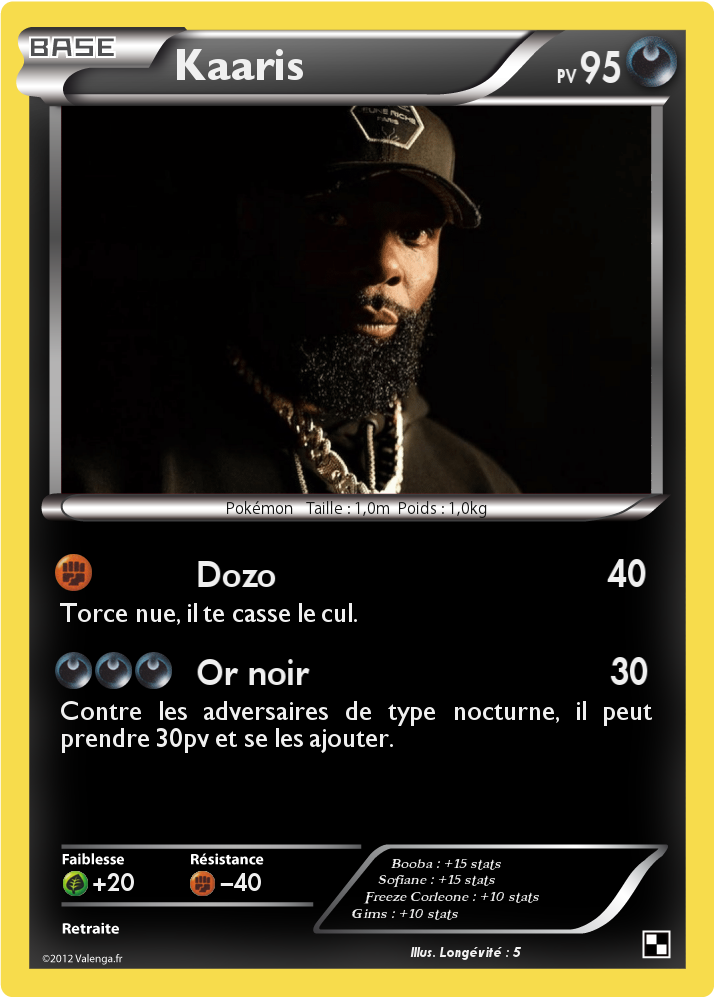 BASE
Kaaris
PV 95
JEUNE RICHE
PARIS
Pokémon Taille : 1,0m Poids : 1,0kg
Dozo 40
Torce nue, il te casse le cul.
Or noir 30
Contre les adversaires de type nocturne, il peut
prendre 30pv et se les ajouter.
Faiblesse Résistance
+20 −40
Booba : +15 stats
Sofiane : +15 stats
Freeze Corleone : +10 stats
Gims : +10 stats
Retraite
Illus. Longévité : 5
©2012 Valenga.fr